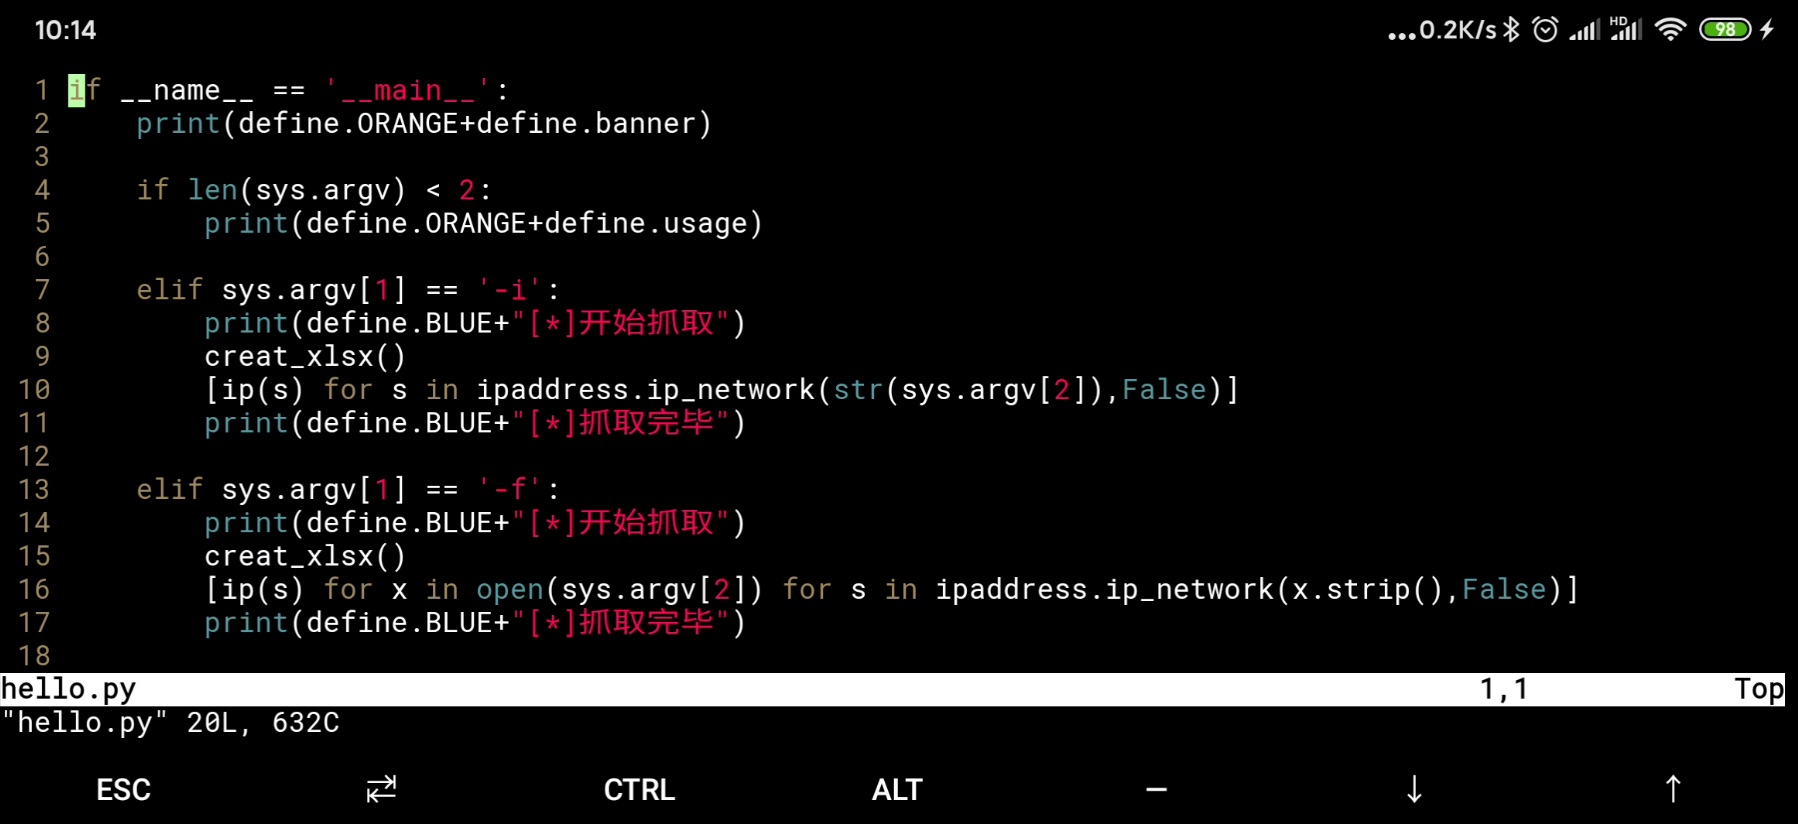 10:14
...0.2K/s HD 98
1 if __name__ == '__main__':
2     print(define.ORANGE+define.banner)
3
4     if len(sys.argv) < 2:
5         print(define.ORANGE+define.usage)
6
7     elif sys.argv[1] == '-i':
8         print(define.BLUE+"[*]开始抓取")
9         creat_xlsx()
10         [ip(s) for s in ipaddress.ip_network(str(sys.argv[2]),False)]
11         print(define.BLUE+"[*]抓取完毕")
12
13     elif sys.argv[1] == '-f':
14         print(define.BLUE+"[*]开始抓取")
15         creat_xlsx()
16         [ip(s) for x in open(sys.argv[2]) for s in ipaddress.ip_network(x.strip(),False)]
17         print(define.BLUE+"[*]抓取完毕")
18
hello.py 1,1 Top
"hello.py" 20L, 632C
ESC ⇄ CTRL ALT — ↓ ↑